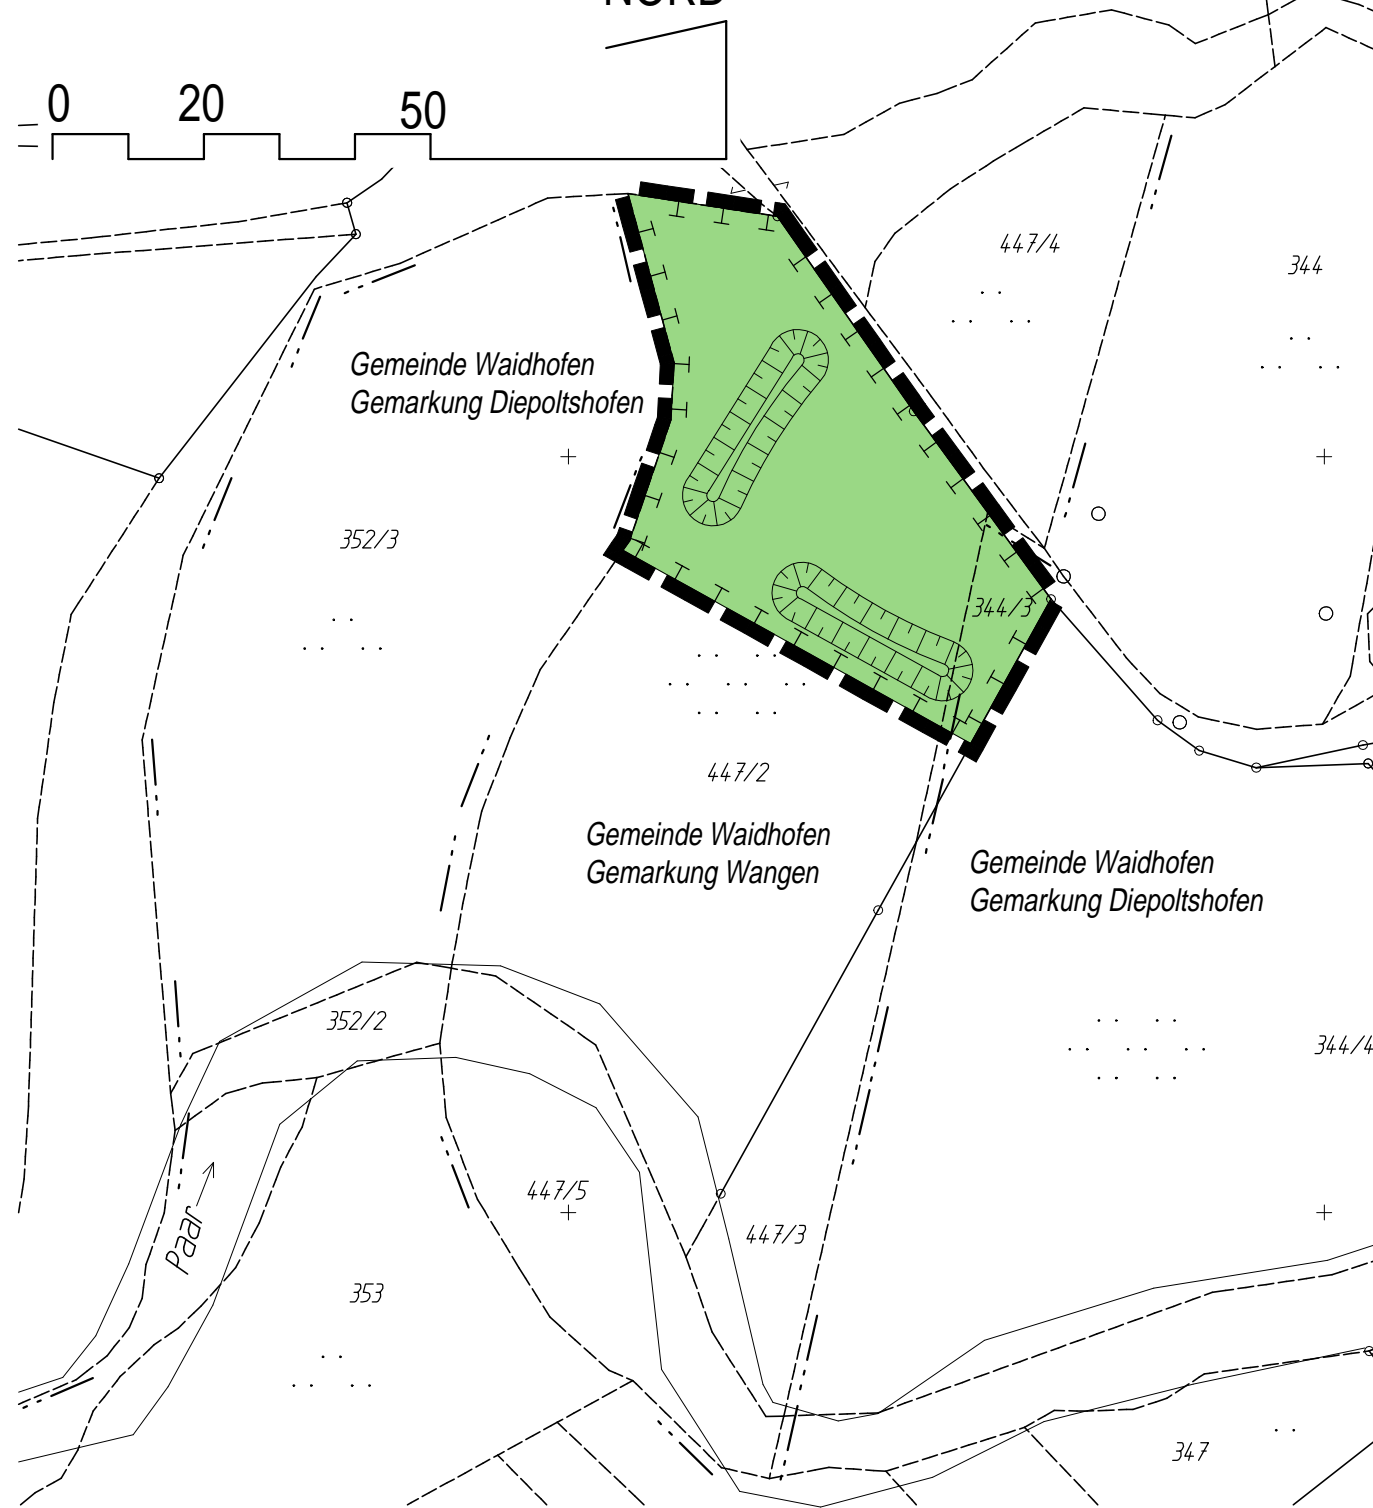 NORD
0 20 50
447/4
344
Gemeinde Waidhofen
Gemarkung Diepoltshofen
352/3
344/3
447/2
Gemeinde Waidhofen
Gemarkung Wangen
Gemeinde Waidhofen
Gemarkung Diepoltshofen
352/2
344/4
447/5
Paar
447/3
353
347